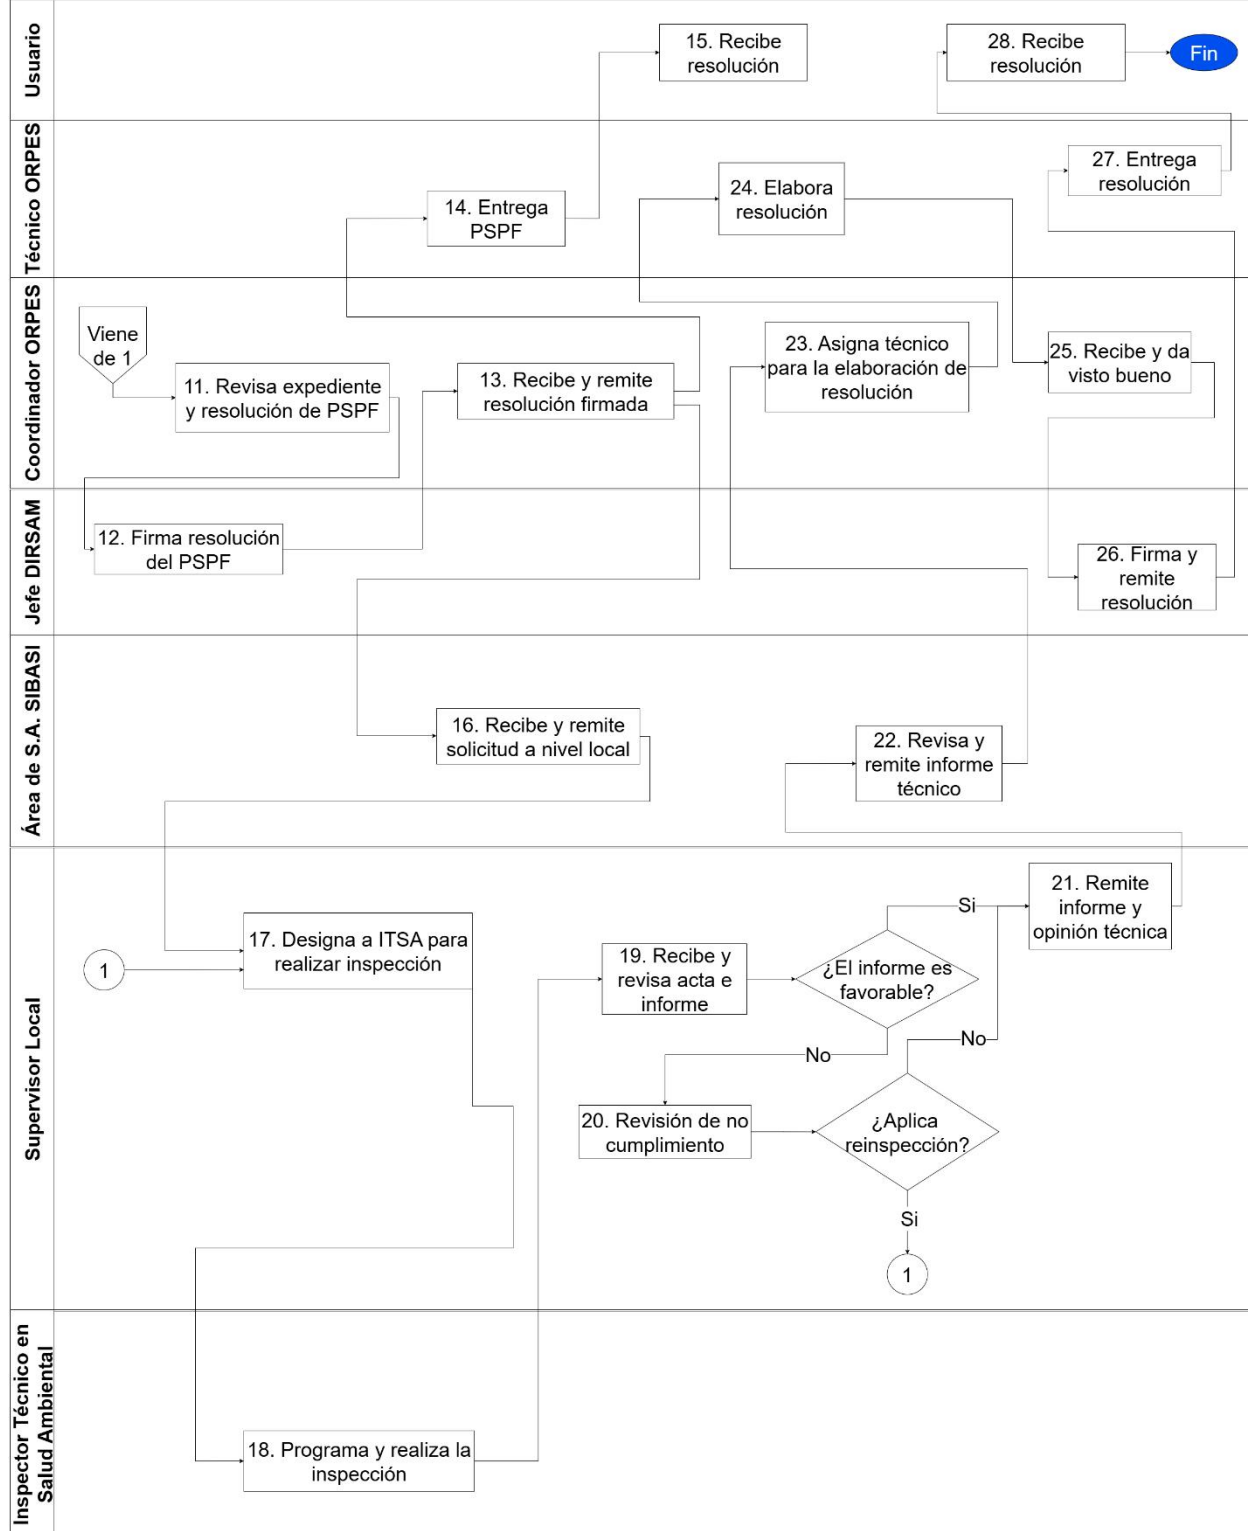 Usuario
15. Recibe
resolución
28. Recibe
resolución
Fin
Técnico ORPES
14. Entrega
PSPF
24. Elabora
resolución
27. Entrega
resolución
Coordinador ORPES
Viene
de 1
11. Revisa expediente
y resolución de PSPF
13. Recibe y remite
resolución firmada
23. Asigna técnico
para la elaboración de
resolución
25. Recibe y da
visto bueno
Jefe DIRSAM
12. Firma resolución
del PSPF
26. Firma y
remite
resolución
Área de S.A. SIBASI
16. Recibe y remite
solicitud a nivel local
22. Revisa y
remite informe
técnico
Supervisor Local
1
17. Designa a ITSA para
realizar inspección
19. Recibe y
revisa acta e
informe
¿El informe es
favorable?
Si
21. Remite
informe y
opinión técnica
No
No
20. Revisión de no
cumplimiento
¿Aplica
reinspección?
Si
1
Inspector Técnico en
Salud Ambiental
18. Programa y realiza la
inspección